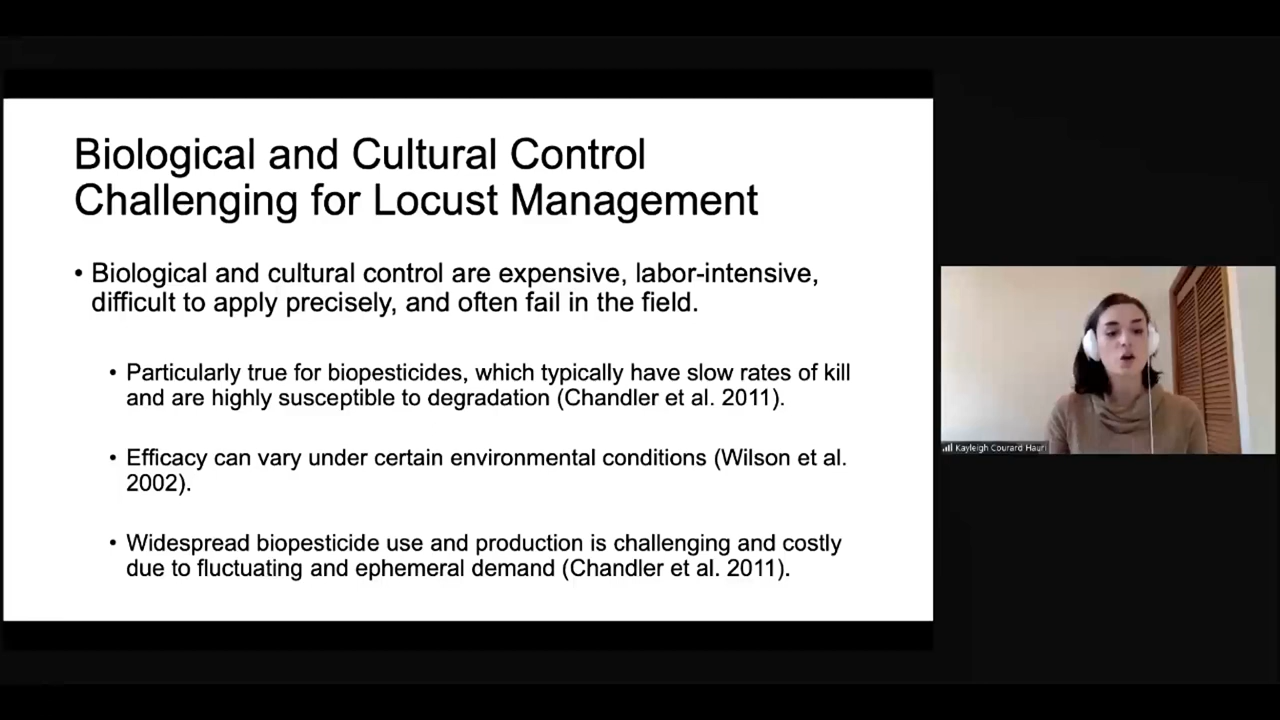 Biological and Cultural Control
Challenging for Locust Management
• Biological and cultural control are expensive, labor-intensive,
difficult to apply precisely, and often fail in the field.
• Particularly true for biopesticides, which typically have slow rates of kill
and are highly susceptible to degradation (Chandler et al. 2011).
• Efficacy can vary under certain environmental conditions (Wilson et al.
2002).
• Widespread biopesticide use and production is challenging and costly
due to fluctuating and ephemeral demand (Chandler et al. 2011).
Kayleigh Courard Hauri